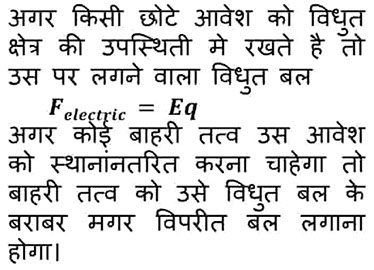 अगर किसी छोटे आवेश को विधुत
क्षेत्र की उपस्थिती मे रखते है तो
उस पर लगने वाला विधुत बल
F_electric = Eq
अगर कोई बाहरी तत्व उस आवेश
को स्थानांनतरित करना चाहेगा तो
बाहरी तत्व को उसे विधुत बल के
बराबर मगर विपरीत बल लगाना
होगा।